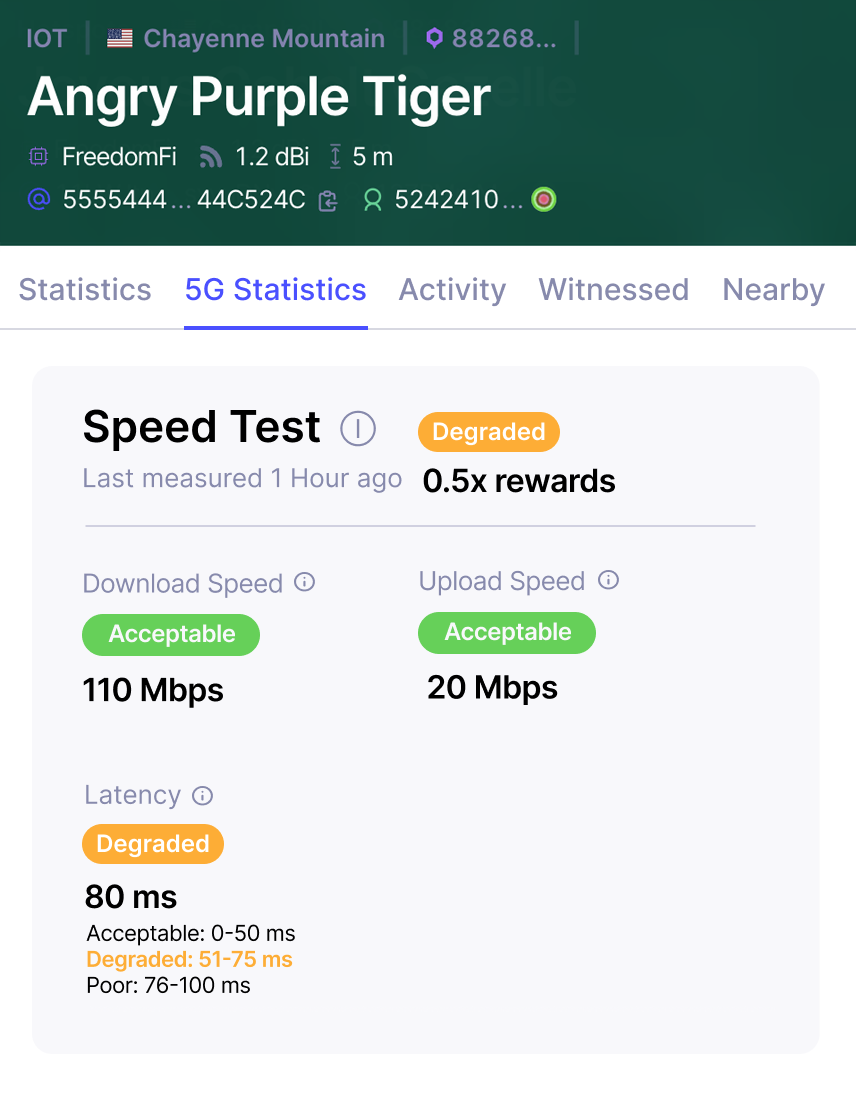 IOT | Chayenne Mountain | 88268... |
Angry Purple Tiger
FreedomFi 1.2 dBi 5 m
5555444...44C524C 5242410...
Statistics 5G Statistics Activity Witnessed Nearby
Speed Test Degraded
Last measured 1 Hour ago 0.5x rewards
Download Speed Upload Speed
Acceptable Acceptable
110 Mbps 20 Mbps
Latency
Degraded
80 ms
Acceptable: 0-50 ms
Degraded: 51-75 ms
Poor: 76-100 ms